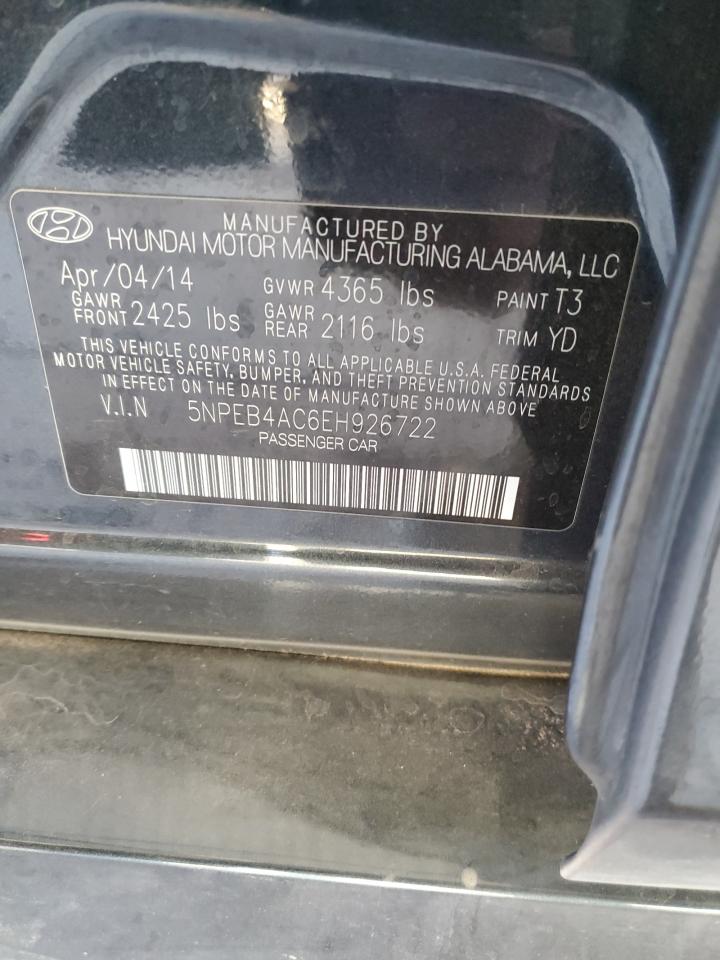 MANUFACTURED BY
HYUNDAI MOTOR MANUFACTURING ALABAMA, LLC
Apr/04/14 GVWR 4365 lbs PAINT T3
GAWR FRONT 2425 lbs GAWR REAR 2116 lbs TRIM YD
THIS VEHICLE CONFORMS TO ALL APPLICABLE U.S.A. FEDERAL
MOTOR VEHICLE SAFETY, BUMPER, AND THEFT PREVENTION STANDARDS
IN EFFECT ON THE DATE OF MANUFACTURE SHOWN ABOVE
V.I.N 5NPEB4AC6EH926722
PASSENGER CAR